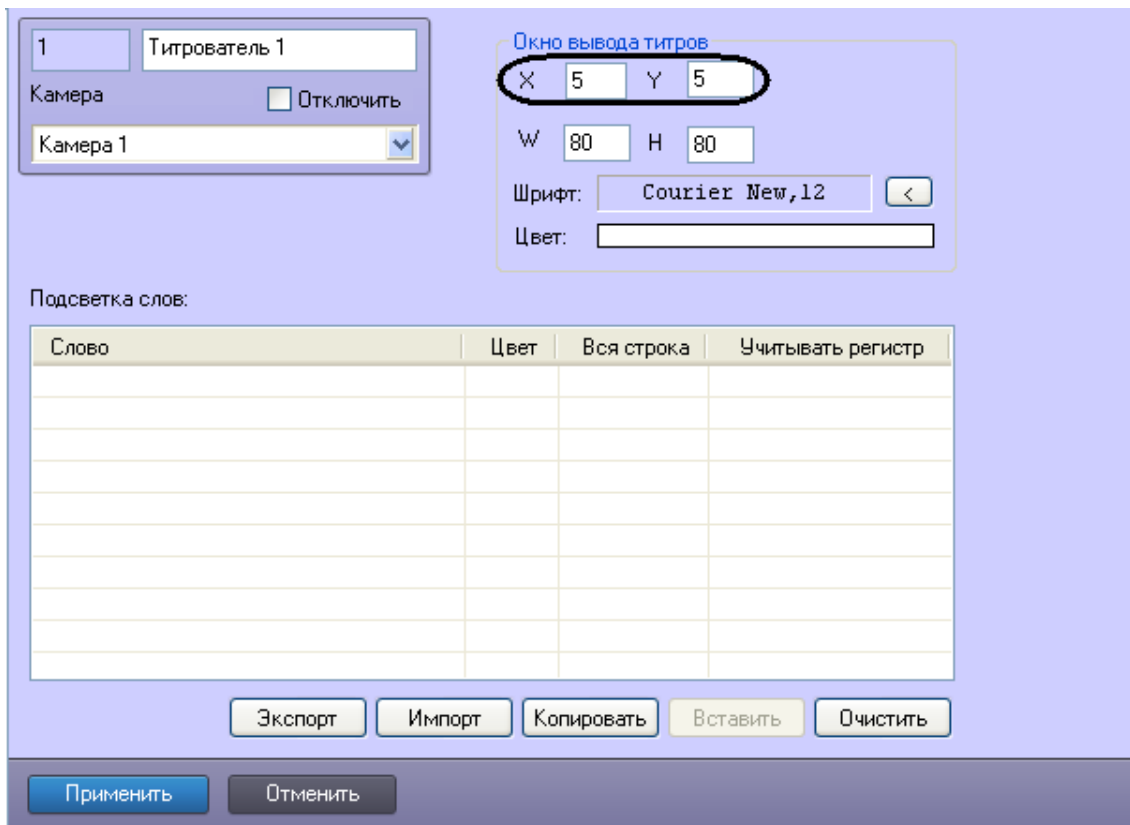 1 Титрователь 1
Камера Отключить
Камера 1
Окно вывода титров
X 5 Y 5
W 80 H 80
Шрифт: Courier New,12 <
Цвет:
Подсветка слов:
Слово Цвет Вся строка Учитывать регистр
Экспорт Импорт Копировать Вставить Очистить
Применить Отменить